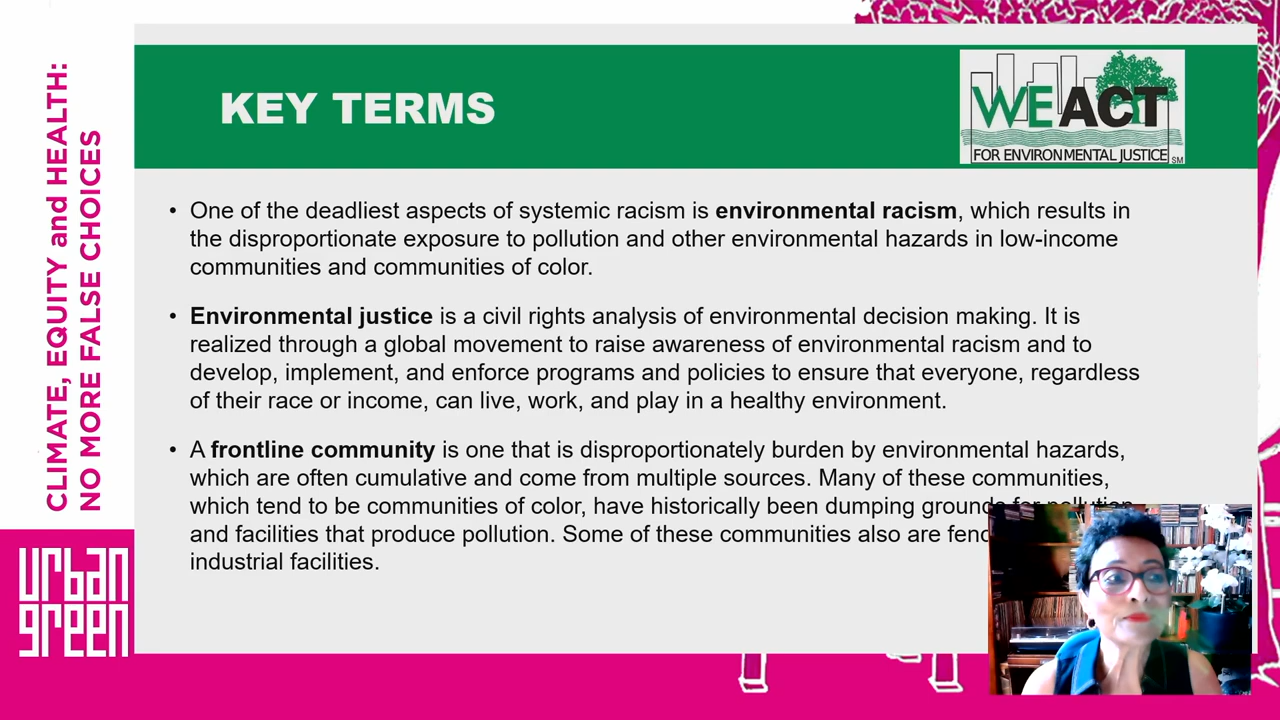 CLIMATE, EQUITY and HEALTH:
NO MORE FALSE CHOICES
urban
green
KEY TERMS
WE ACT
FOR ENVIRONMENTAL JUSTICE SM
• One of the deadliest aspects of systemic racism is environmental racism, which results in
the disproportionate exposure to pollution and other environmental hazards in low-income
communities and communities of color.
• Environmental justice is a civil rights analysis of environmental decision making. It is
realized through a global movement to raise awareness of environmental racism and to
develop, implement, and enforce programs and policies to ensure that everyone, regardless
of their race or income, can live, work, and play in a healthy environment.
• A frontline community is one that is disproportionately burden by environmental hazards,
which are often cumulative and come from multiple sources. Many of these communities,
which tend to be communities of color, have historically been dumping grounds for pollution
and facilities that produce pollution. Some of these communities also are
industrial facilities.